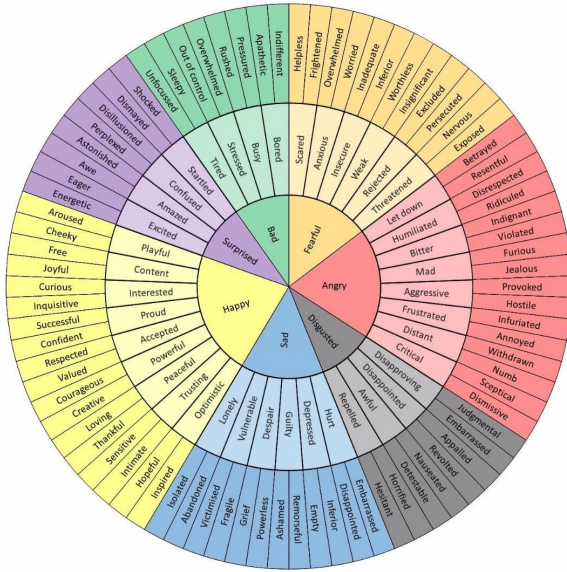 Fearful
Angry
Disgusted
Sad
Happy
Surprised
Bad
Scared
Anxious
Insecure
Weak
Rejected
Threatened
Let down
Humiliated
Bitter
Mad
Aggressive
Frustrated
Distant
Critical
Disapproving
Disappointed
Awful
Repelled
Hurt
Depressed
Guilty
Despair
Vulnerable
Lonely
Optimistic
Trusting
Peaceful
Powerful
Accepted
Proud
Interested
Content
Playful
Excited
Amazed
Confused
Startled
Tired
Stressed
Busy
Bored
Helpless
Frightened
Overwhelmed
Worried
Inadequate
Inferior
Worthless
Insignificant
Excluded
Persecuted
Nervous
Exposed
Betrayed
Resentful
Disrespected
Ridiculed
Indignant
Violated
Furious
Jealous
Provoked
Hostile
Infuriated
Annoyed
Withdrawn
Numb
Sceptical
Dismissive
Judgmental
Embarrassed
Appalled
Revolted
Nauseated
Detestable
Horrified
Hesitant
Embarrassed
Disappointed
Inferior
Empty
Remorseful
Ashamed
Powerless
Grief
Fragile
Victimised
Abandoned
Isolated
Inspired
Hopeful
Intimate
Sensitive
Thankful
Loving
Creative
Courageous
Valued
Respected
Confident
Successful
Inquisitive
Curious
Joyful
Free
Cheeky
Aroused
Energetic
Eager
Awe
Astonished
Perplexed
Disillusioned
Dismayed
Shocked
Unfocussed
Sleepy
Out of control
Overwhelmed
Rushed
Pressured
Apathetic
Indifferent